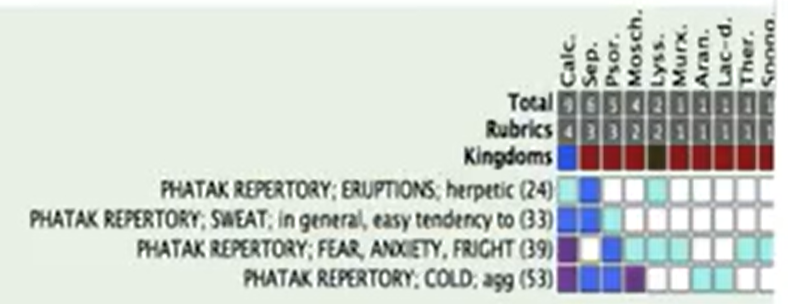 Calc. Sep. Psor. Mosch. Lyss. Murx. Aran. Lac-d. Ther. Spong.
Total 9 6 5 4 2 1 1 1 1 1
Rubrics 4 3 3 2 2 1 1 1 1 1
Kingdoms
PHATAK REPERTORY; ERUPTIONS; herpetic (24)
PHATAK REPERTORY; SWEAT; in general, easy tendency to (33)
PHATAK REPERTORY; FEAR, ANXIETY, FRIGHT (39)
PHATAK REPERTORY; COLD; agg (53)